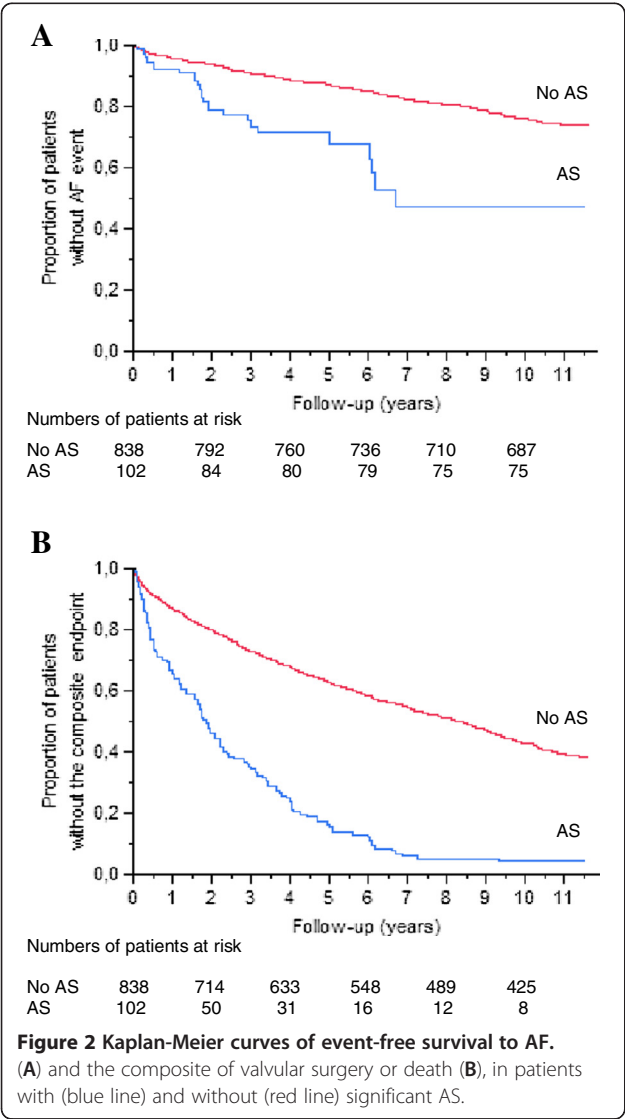 A
Proportion of patients
without AF event
1,0
0,8
0,6
0,4
0,2
0,0
No AS
AS
0 1 2 3 4 5 6 7 8 9 10 11
Follow-up (years)
Numbers of patients at risk
No AS 838 792 760 736 710 687
AS 102 84 80 79 75 75
B
Proportion of patients
without the composite endpoint
1,0
0,8
0,6
0,4
0,2
0,0
No AS
AS
0 1 2 3 4 5 6 7 8 9 10 11
Follow-up (years)
Numbers of patients at risk
No AS 838 714 633 548 489 425
AS 102 50 31 16 12 8
Figure 2 Kaplan-Meier curves of event-free survival to AF.
(A) and the composite of valvular surgery or death (B), in patients
with (blue line) and without (red line) significant AS.